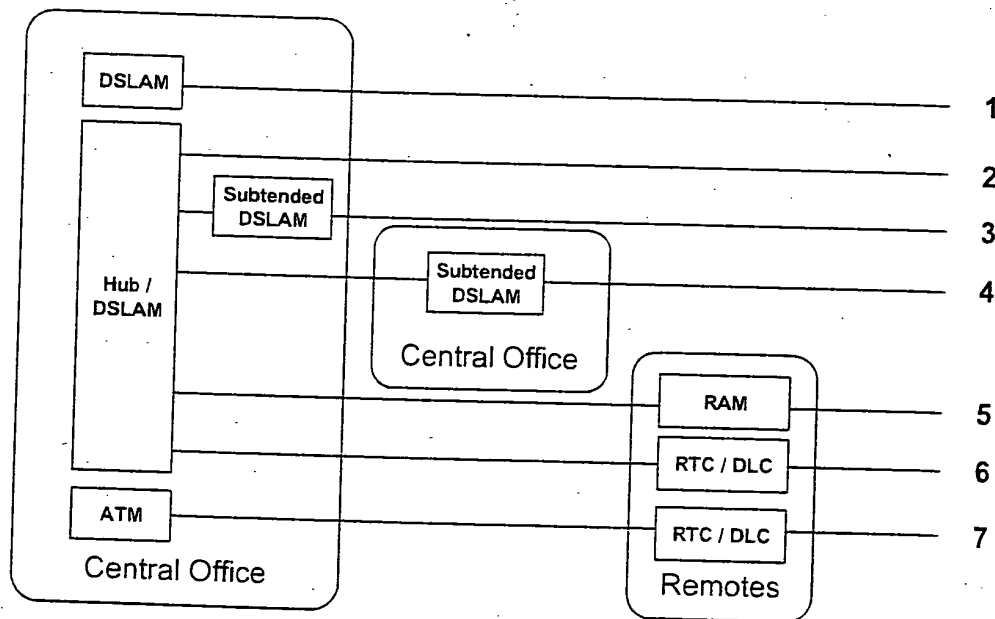 DSLAM
1
2
Subtended
DSLAM
3
Hub /
DSLAM
Subtended
DSLAM
4
Central Office
RAM
5
RTC / DLC
6
ATM
RTC / DLC
7
Central Office
Remotes